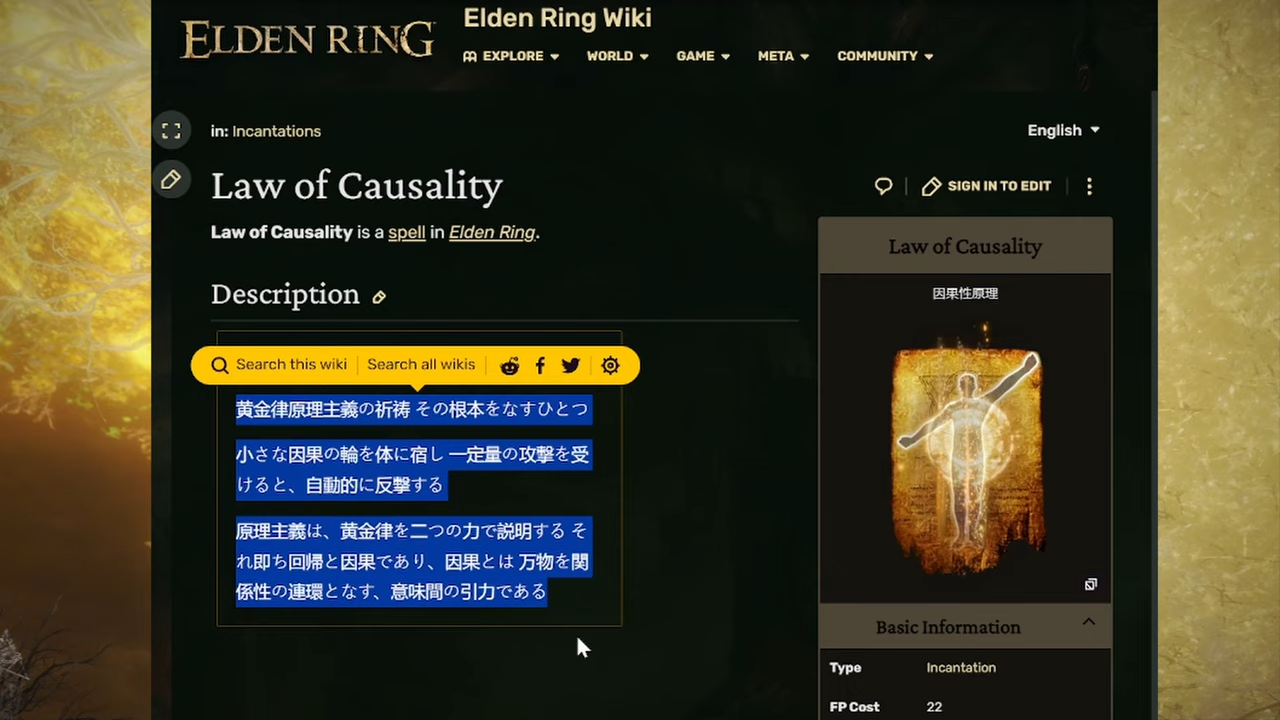 ELDEN RING
Elden Ring Wiki
EXPLORE WORLD GAME META COMMUNITY
in: Incantations
English
Law of Causality
SIGN IN TO EDIT
Law of Causality is a spell in Elden Ring.
Law of Causality
Description
因果性原理
Search this wiki Search all wikis
黄金律原理主義の祈祷 その根本をなすひとつ
小さな因果の輪を体に宿し 一定量の攻撃を受
けると、自動的に反撃する
原理主義は、黄金律を二つの力で説明する そ
れ即ち回帰と因果であり、因果とは 万物を関
係性の連環となす、意味間の引力である
Basic Information
Type Incantation
FP Cost 22